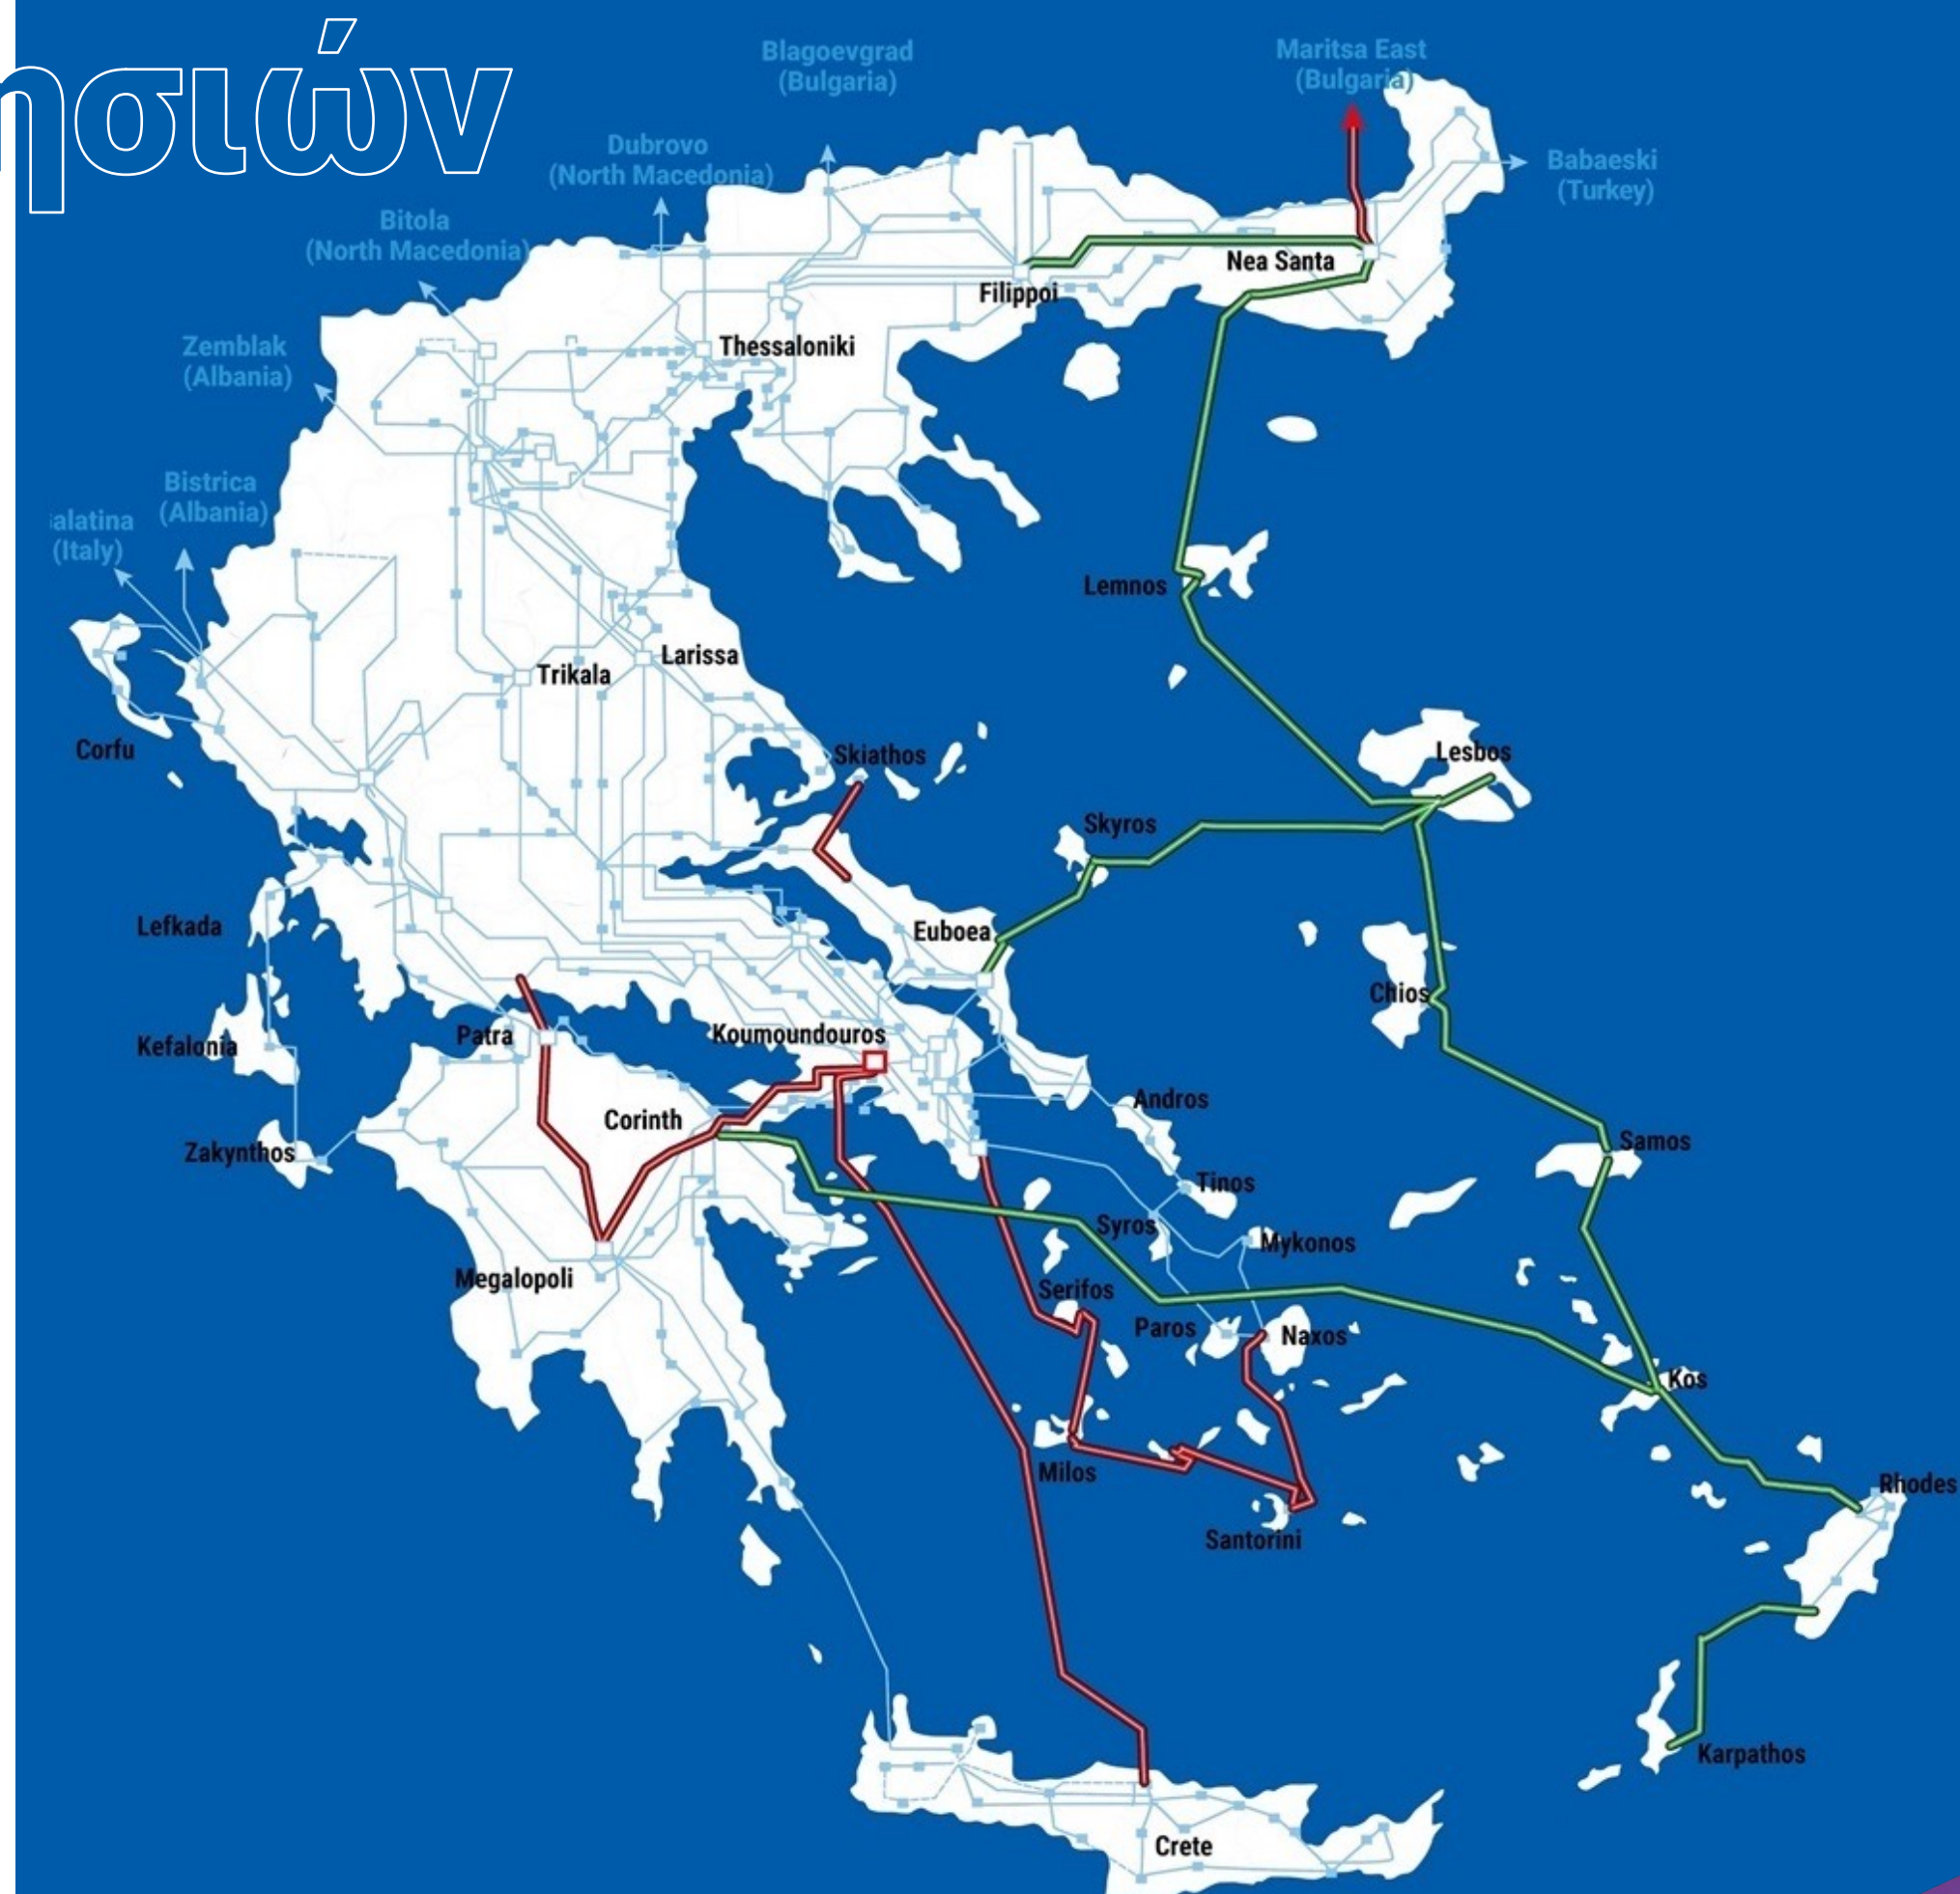 ησιών
Blagoevgrad
(Bulgaria)
Maritsa East
(Bulgaria)
Dubrovo
(North Macedonia)
Babaeski
(Turkey)
Bitola
(North Macedonia)
Nea Santa
Filippoi
Zemblak
(Albania)
Thessaloniki
Bistrica
(Albania)
alatina
(Italy)
Lemnos
Larissa
Trikala
Corfu
Skiathos
Lesbos
Skyros
Lefkada
Euboea
Chios
Patra
Koumoundouros
Kefalonia
Andros
Corinth
Samos
Zakynthos
Tinos
Syros
Mykonos
Megalopoli
Serifos
Paros
Naxos
Kos
Milos
Rhodes
Santorini
Karpathos
Crete